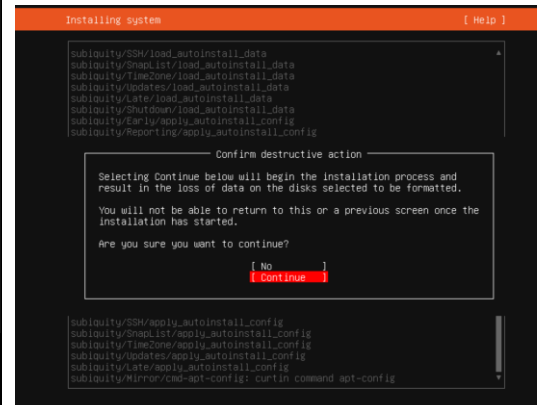 Installing system
[ Help ]
subiquity/SSH/load_autoinstall_data
subiquity/SnapList/load_autoinstall_data
subiquity/TimeZone/load_autoinstall_data
subiquity/Updates/load_autoinstall_data
subiquity/Late/load_autoinstall_data
subiquity/Shutdown/load_autoinstall_data
subiquity/Early/apply_autoinstall_config
subiquity/Reporting/apply_autoinstall_config
Confirm destructive action
Selecting Continue below will begin the installation process and
result in the loss of data on the disks selected to be formatted.
You will not be able to return to this or a previous screen once the
installation has started.
Are you sure you want to continue?
[ No ]
[ Continue ]
subiquity/SSH/apply_autoinstall_config
subiquity/SnapList/apply_autoinstall_config
subiquity/TimeZone/apply_autoinstall_config
subiquity/Updates/apply_autoinstall_config
subiquity/Late/apply_autoinstall_config
subiquity/Mirror/cmd-apt-config: curtin command apt-config